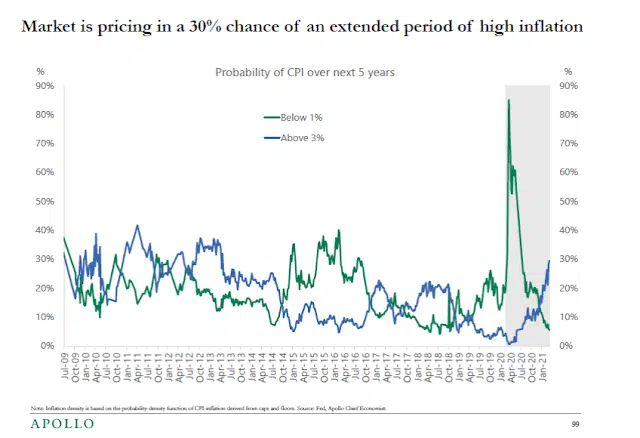 Market is pricing in a 30% chance of an extended period of high inflation
% Probability of CPI over next 5 years %
90% 90%
80% 80%
70% 70%
60% 60%
50% 50%
40% 40%
30% 30%
20% 20%
10% 10%
0% 0%
Below 1%
Above 3%
Jul-09 Oct-09 Jan-10 Apr-10 Jul-10 Oct-10 Jan-11 Apr-11 Jul-11 Oct-11 Jan-12 Apr-12 Jul-12 Oct-12 Jan-13 Apr-13 Jul-13 Oct-13 Jan-14 Apr-14 Jul-14 Oct-14 Jan-15 Apr-15 Jul-15 Oct-15 Jan-16 Apr-16 Jul-16 Oct-16 Jan-17 Apr-17 Jul-17 Oct-17 Jan-18 Apr-18 Jul-18 Oct-18 Jan-19 Apr-19 Jul-19 Oct-19 Jan-20 Apr-20 Jul-20 Oct-20 Jan-21
Note: Inflation density is based on the probability density function of CPI inflation derived from caps and floors. Source: Fed, Apollo Chief Economist.
APOLLO
99